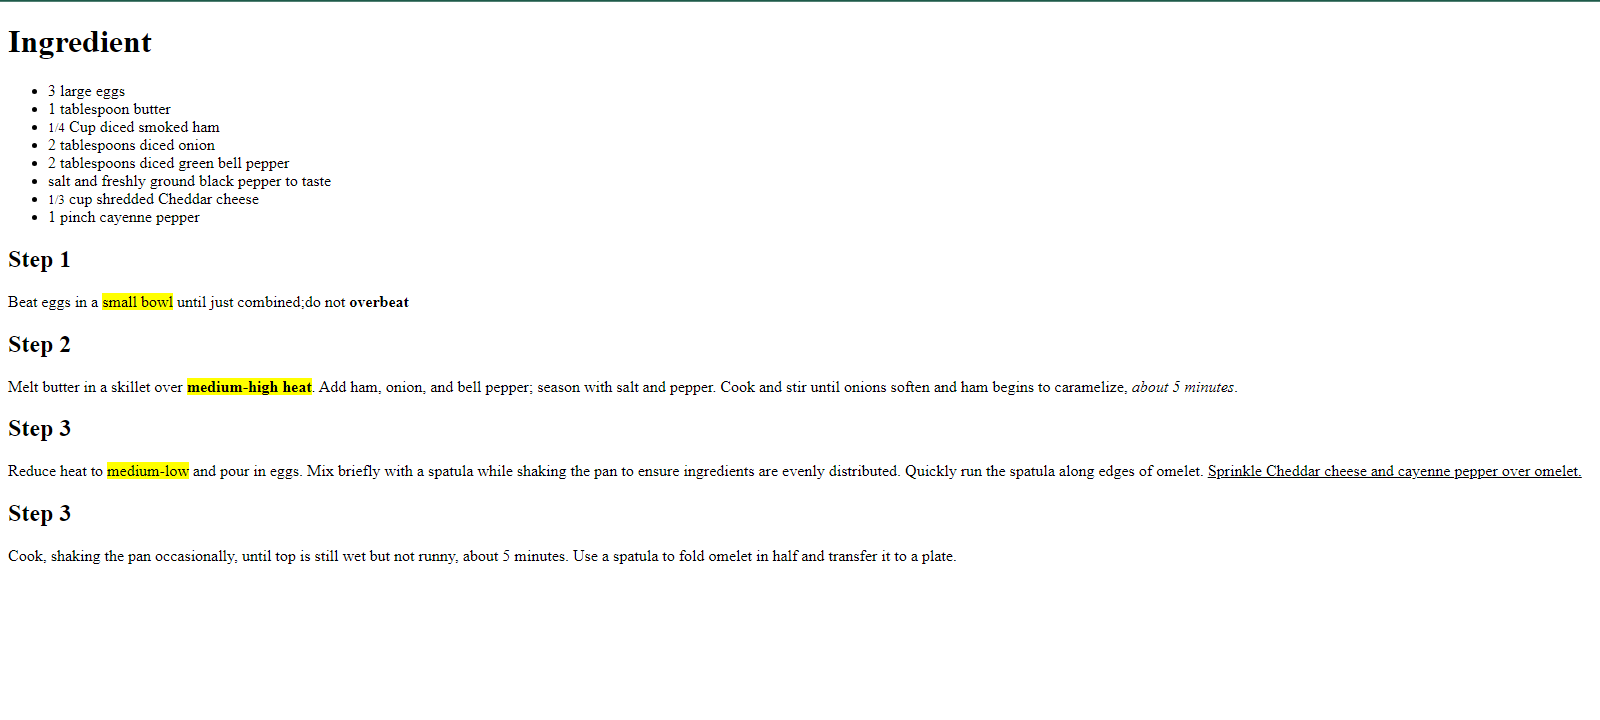 Ingredient
3 large eggs
1 tablespoon butter
1/4 Cup diced smoked ham
2 tablespoons diced onion
2 tablespoons diced green bell pepper
salt and freshly ground black pepper to taste
1/3 cup shredded Cheddar cheese
1 pinch cayenne pepper
Step 1
Beat eggs in a small bowl until just combined;do not overbeat
Step 2
Melt butter in a skillet over medium-high heat. Add ham, onion, and bell pepper; season with salt and pepper. Cook and stir until onions soften and ham begins to caramelize, about 5 minutes.
Step 3
Reduce heat to medium-low and pour in eggs. Mix briefly with a spatula while shaking the pan to ensure ingredients are evenly distributed. Quickly run the spatula along edges of omelet. Sprinkle Cheddar cheese and cayenne pepper over omelet.
Step 3
Cook, shaking the pan occasionally, until top is still wet but not runny, about 5 minutes. Use a spatula to fold omelet in half and transfer it to a plate.